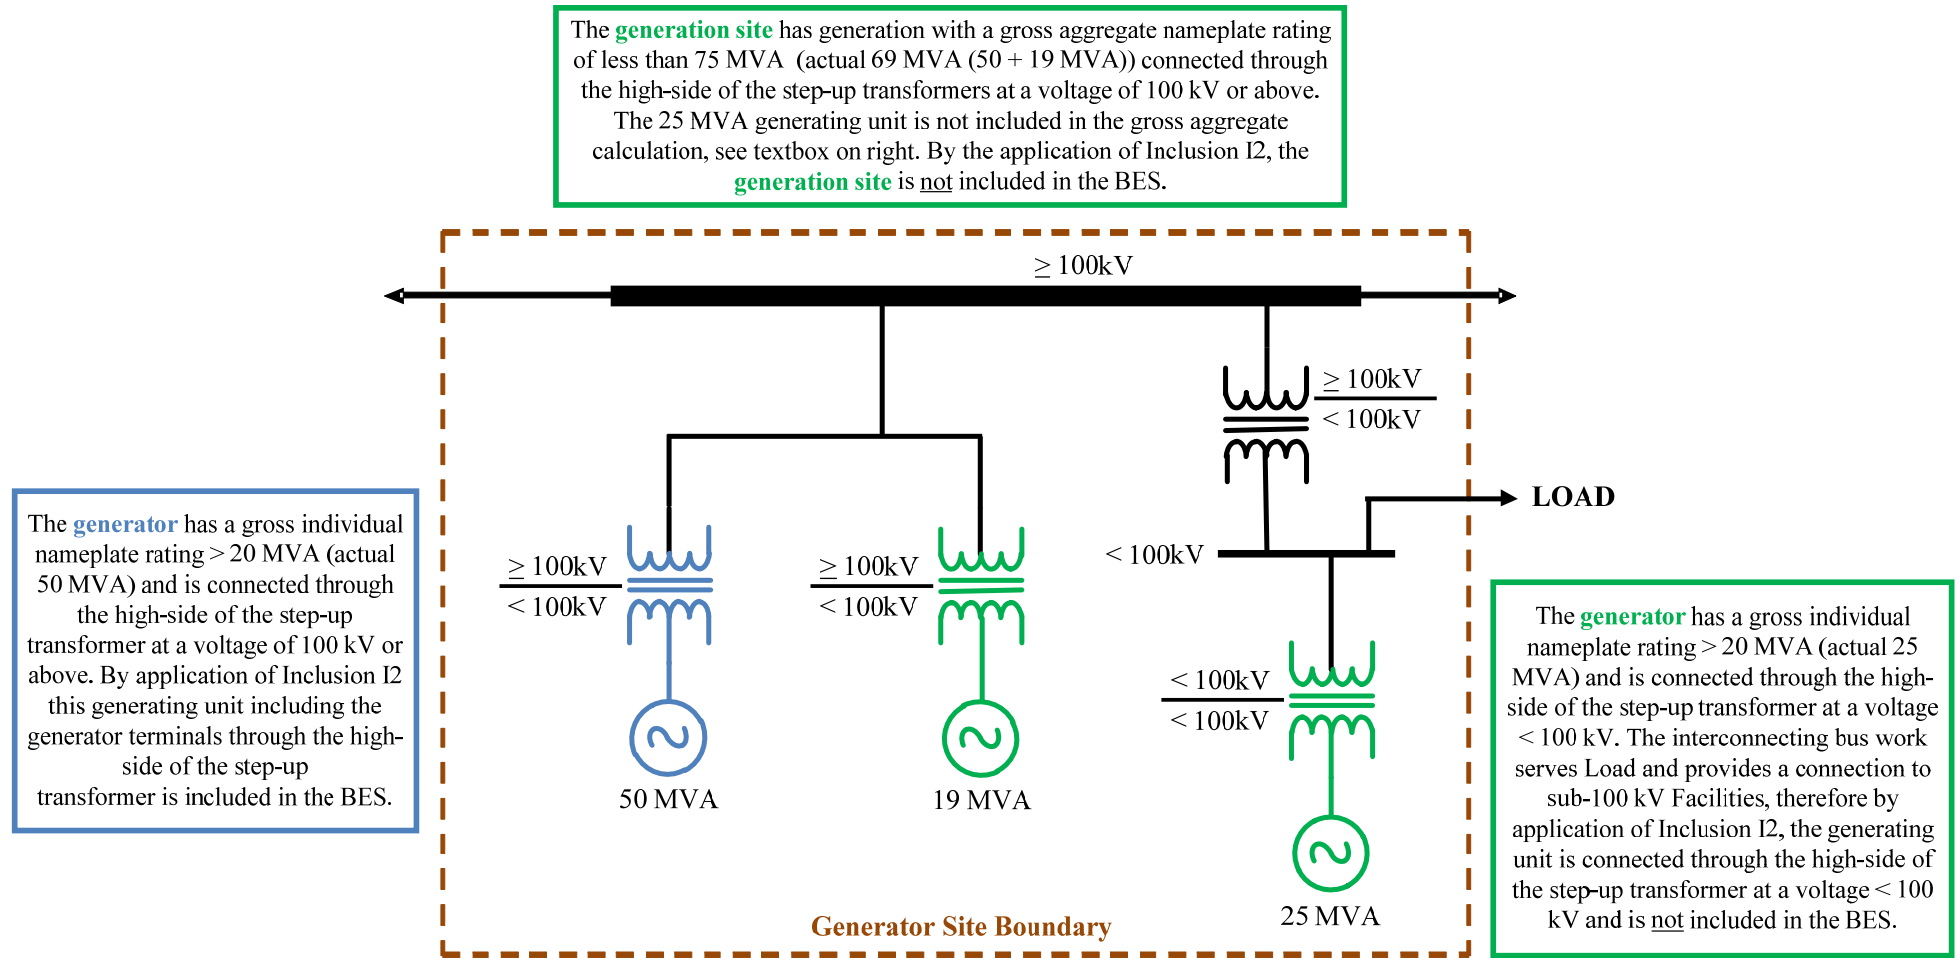 The generation site has generation with a gross aggregate nameplate rating
of less than 75 MVA (actual 69 MVA (50 + 19 MVA)) connected through
the high-side of the step-up transformers at a voltage of 100 kV or above.
The 25 MVA generating unit is not included in the gross aggregate
calculation, see textbox on right. By the application of Inclusion I2, the
generation site is not included in the BES.
≥ 100kV
≥ 100kV
< 100kV
LOAD
< 100kV
The generator has a gross individual
nameplate rating > 20 MVA (actual
50 MVA) and is connected through
the high-side of the step-up
transformer at a voltage of 100 kV or
above. By application of Inclusion I2
this generating unit including the
generator terminals through the high-
side of the step-up
transformer is included in the BES.
≥ 100kV
< 100kV
≥ 100kV
< 100kV
< 100kV
< 100kV
50 MVA
19 MVA
25 MVA
The generator has a gross individual
nameplate rating > 20 MVA (actual 25
MVA) and is connected through the high-
side of the step-up transformer at a voltage
< 100 kV. The interconnecting bus work
serves Load and provides a connection to
sub-100 kV Facilities, therefore by
application of Inclusion I2, the generating
unit is connected through the high-side of
the step-up transformer at a voltage < 100
kV and is not included in the BES.
Generator Site Boundary